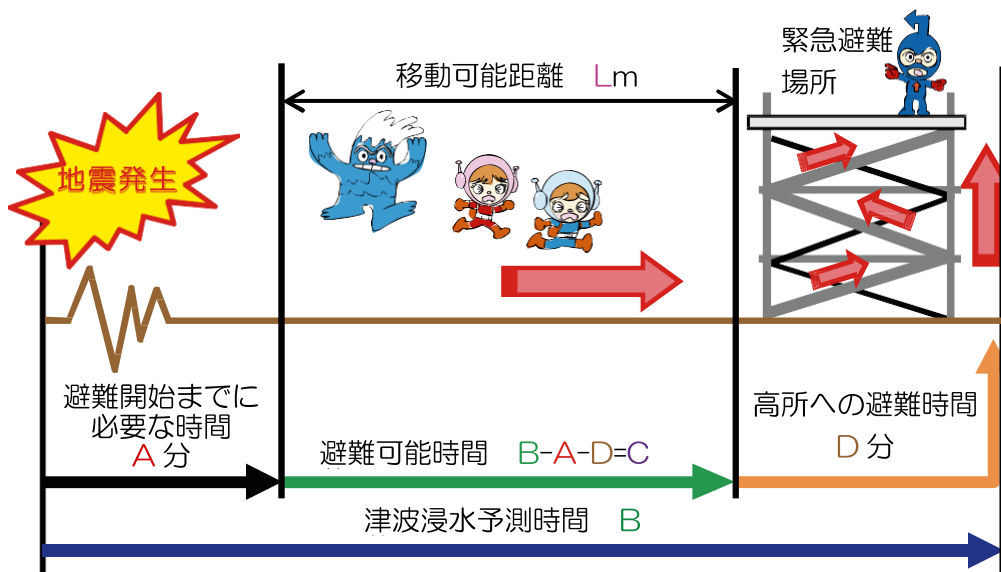 緊急避難
場所
移動可能距離 Lm
地震発生
避難開始までに
必要な時間
A 分
避難可能時間 B-A-D=C
高所への避難時間
D 分
津波浸水予測時間 B